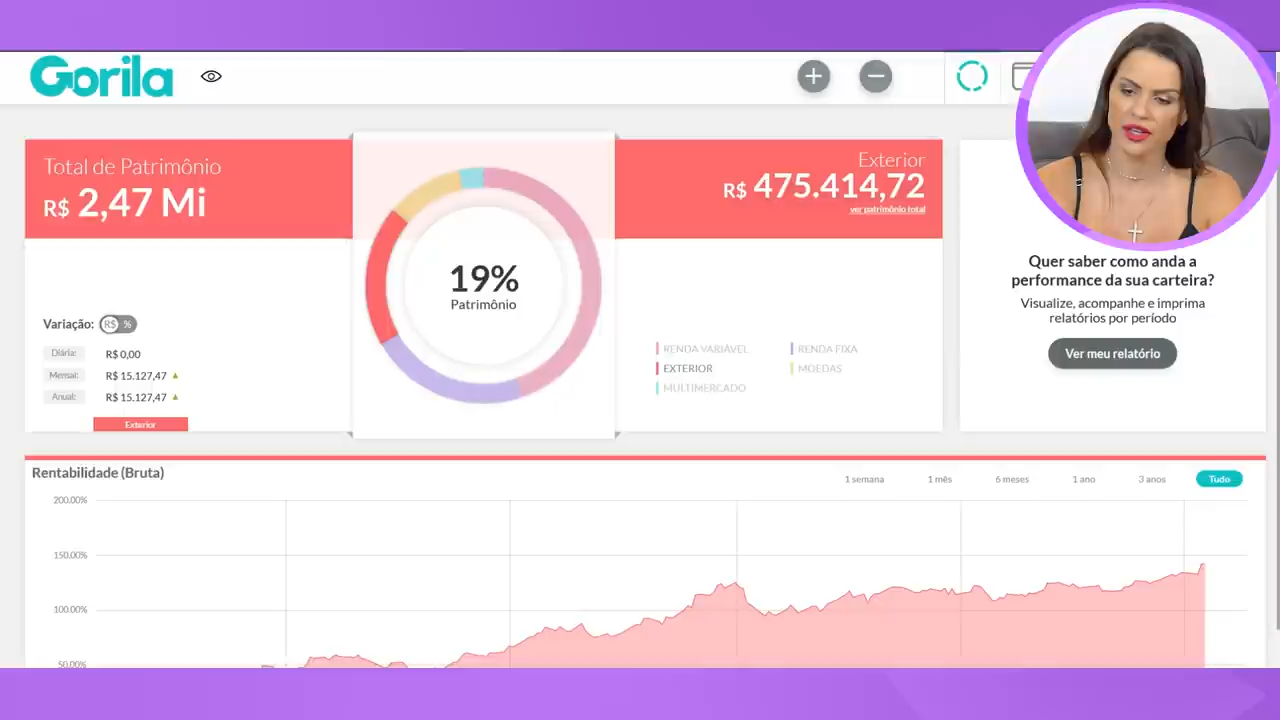 Gorila
Total de Patrimônio
R$ 2,47 Mi
Exterior
R$ 475.414,72
ver patrimônio total
19%
Patrimônio
Variação: R$ %
Diária: R$ 0,00
Mensal: R$ 15.127,47
Anual: R$ 15.127,47
Exterior
RENDA VARIÁVEL
RENDA FIXA
EXTERIOR
MOEDAS
MULTIMERCADO
Quer saber como anda a
performance da sua carteira?
Visualize, acompanhe e imprima
relatórios por período
Ver meu relatório
Rentabilidade (Bruta)
1 semana
1 mês
6 meses
1 ano
3 anos
Tudo
200.00%
150.00%
100.00%
50.00%